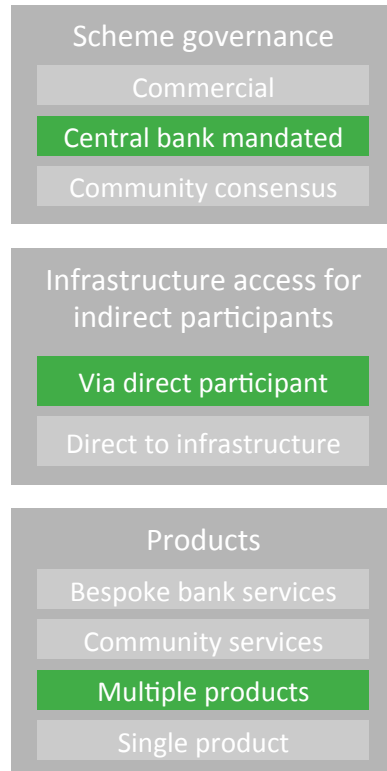 Scheme governance
Commercial
Central bank mandated
Community consensus
Infrastructure access for
indirect participants
Via direct participant
Direct to infrastructure
Products
Bespoke bank services
Community services
Multiple products
Single product